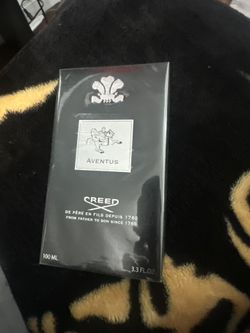 AVENTUS
CREED
DE PÈRE EN FILS DEPUIS 1760
FROM FATHER TO SON SINCE 1760
100 ML
3.3 FL.OZ